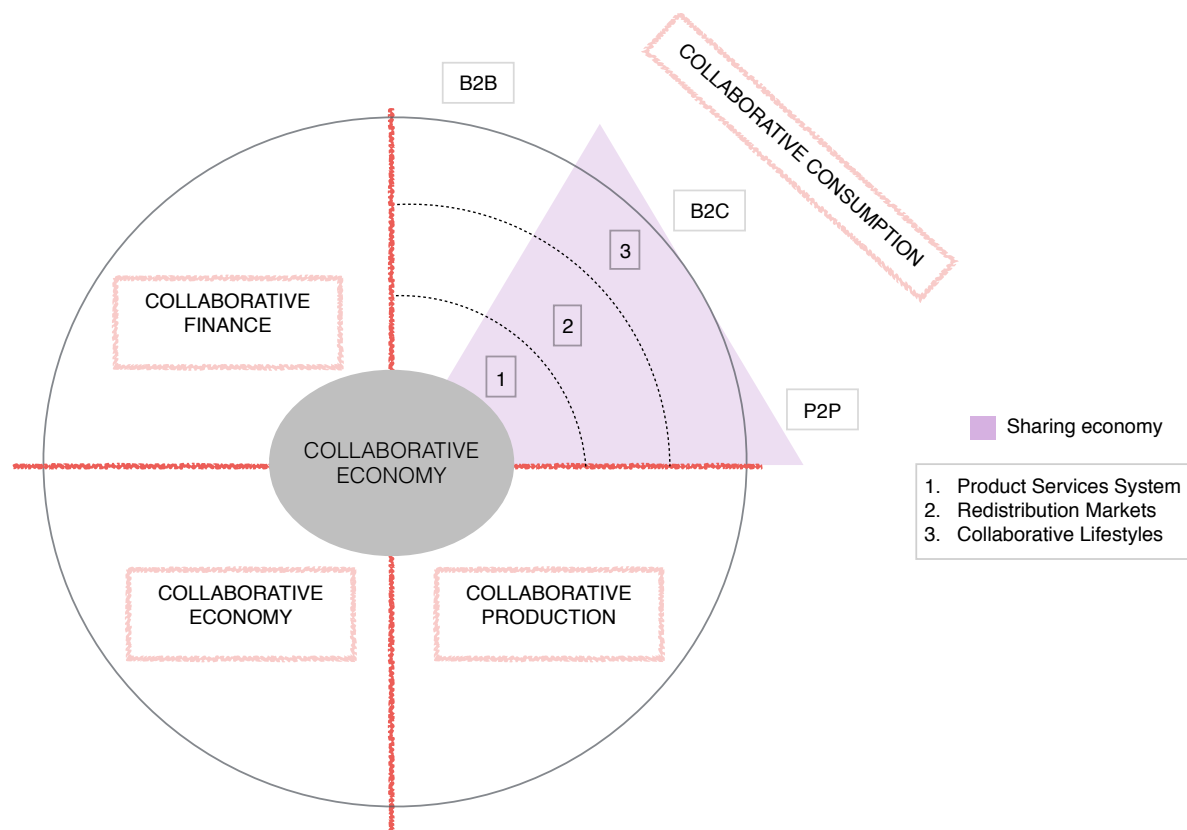 B2B
COLLABORATIVE CONSUMPTION
B2C
3
COLLABORATIVE
FINANCE
2
1
P2P
COLLABORATIVE
ECONOMY
Sharing economy
1. Product Services System
2. Redistribution Markets
3. Collaborative Lifestyles
COLLABORATIVE
ECONOMY
COLLABORATIVE
PRODUCTION